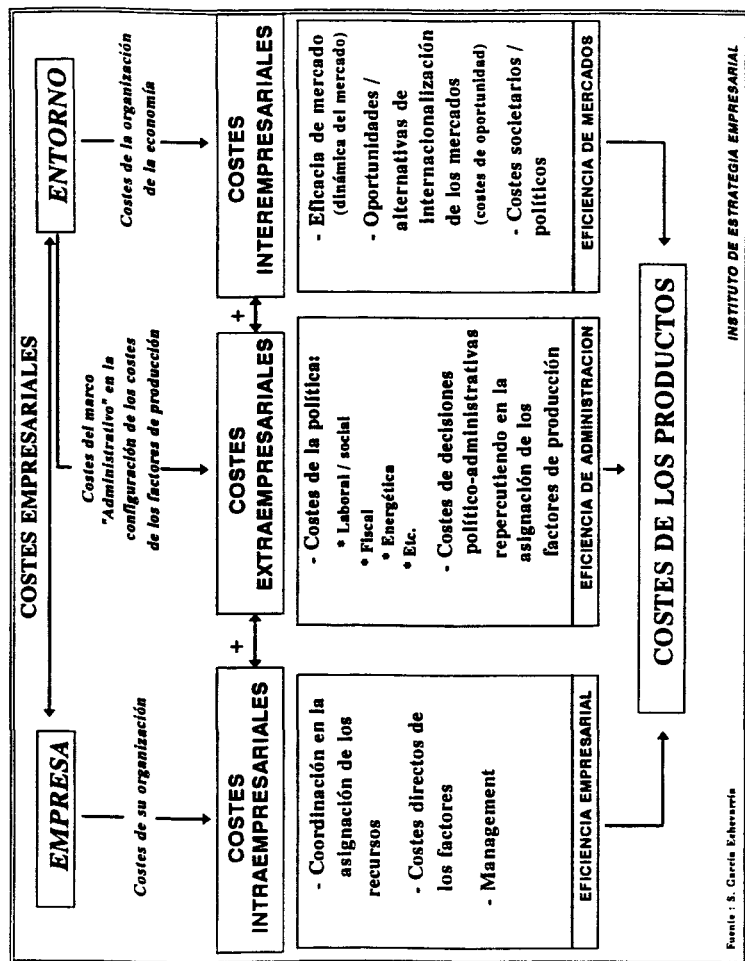 COSTES EMPRESARIALES
EMPRESA
ENTORNO
Costes de su organización
Costes del marco
"Administrativo" en la
configuración de los costes
de los factores de producción
Costes de la organización
de la economía
COSTES
INTRAEMPRESARIALES
+
COSTES
EXTRAEMPRESARIALES
+
COSTES
INTEREMPRESARIALES
- Coordinación en la
asignación de los
recursos
- Costes directos de
los factores
- Management
EFICIENCIA EMPRESARIAL
- Costes de la política:
* Laboral / social
* Fiscal
* Energética
* Etc.
- Costes de decisiones
político-administrativas
repercutiendo en la
asignación de los
factores de producción
EFICIENCIA DE ADMINISTRACION
- Eficacia de mercado
(dinámica del mercado)
- Oportunidades /
alternativas de
internacionalización
de los mercados
(costes de oportunidad)
- Costes societarios /
políticos
EFICIENCIA DE MERCADOS
COSTES DE LOS PRODUCTOS
Fuente : S. García Echevarría
INSTITUTO DE ESTRATEGIA EMPRESARIAL